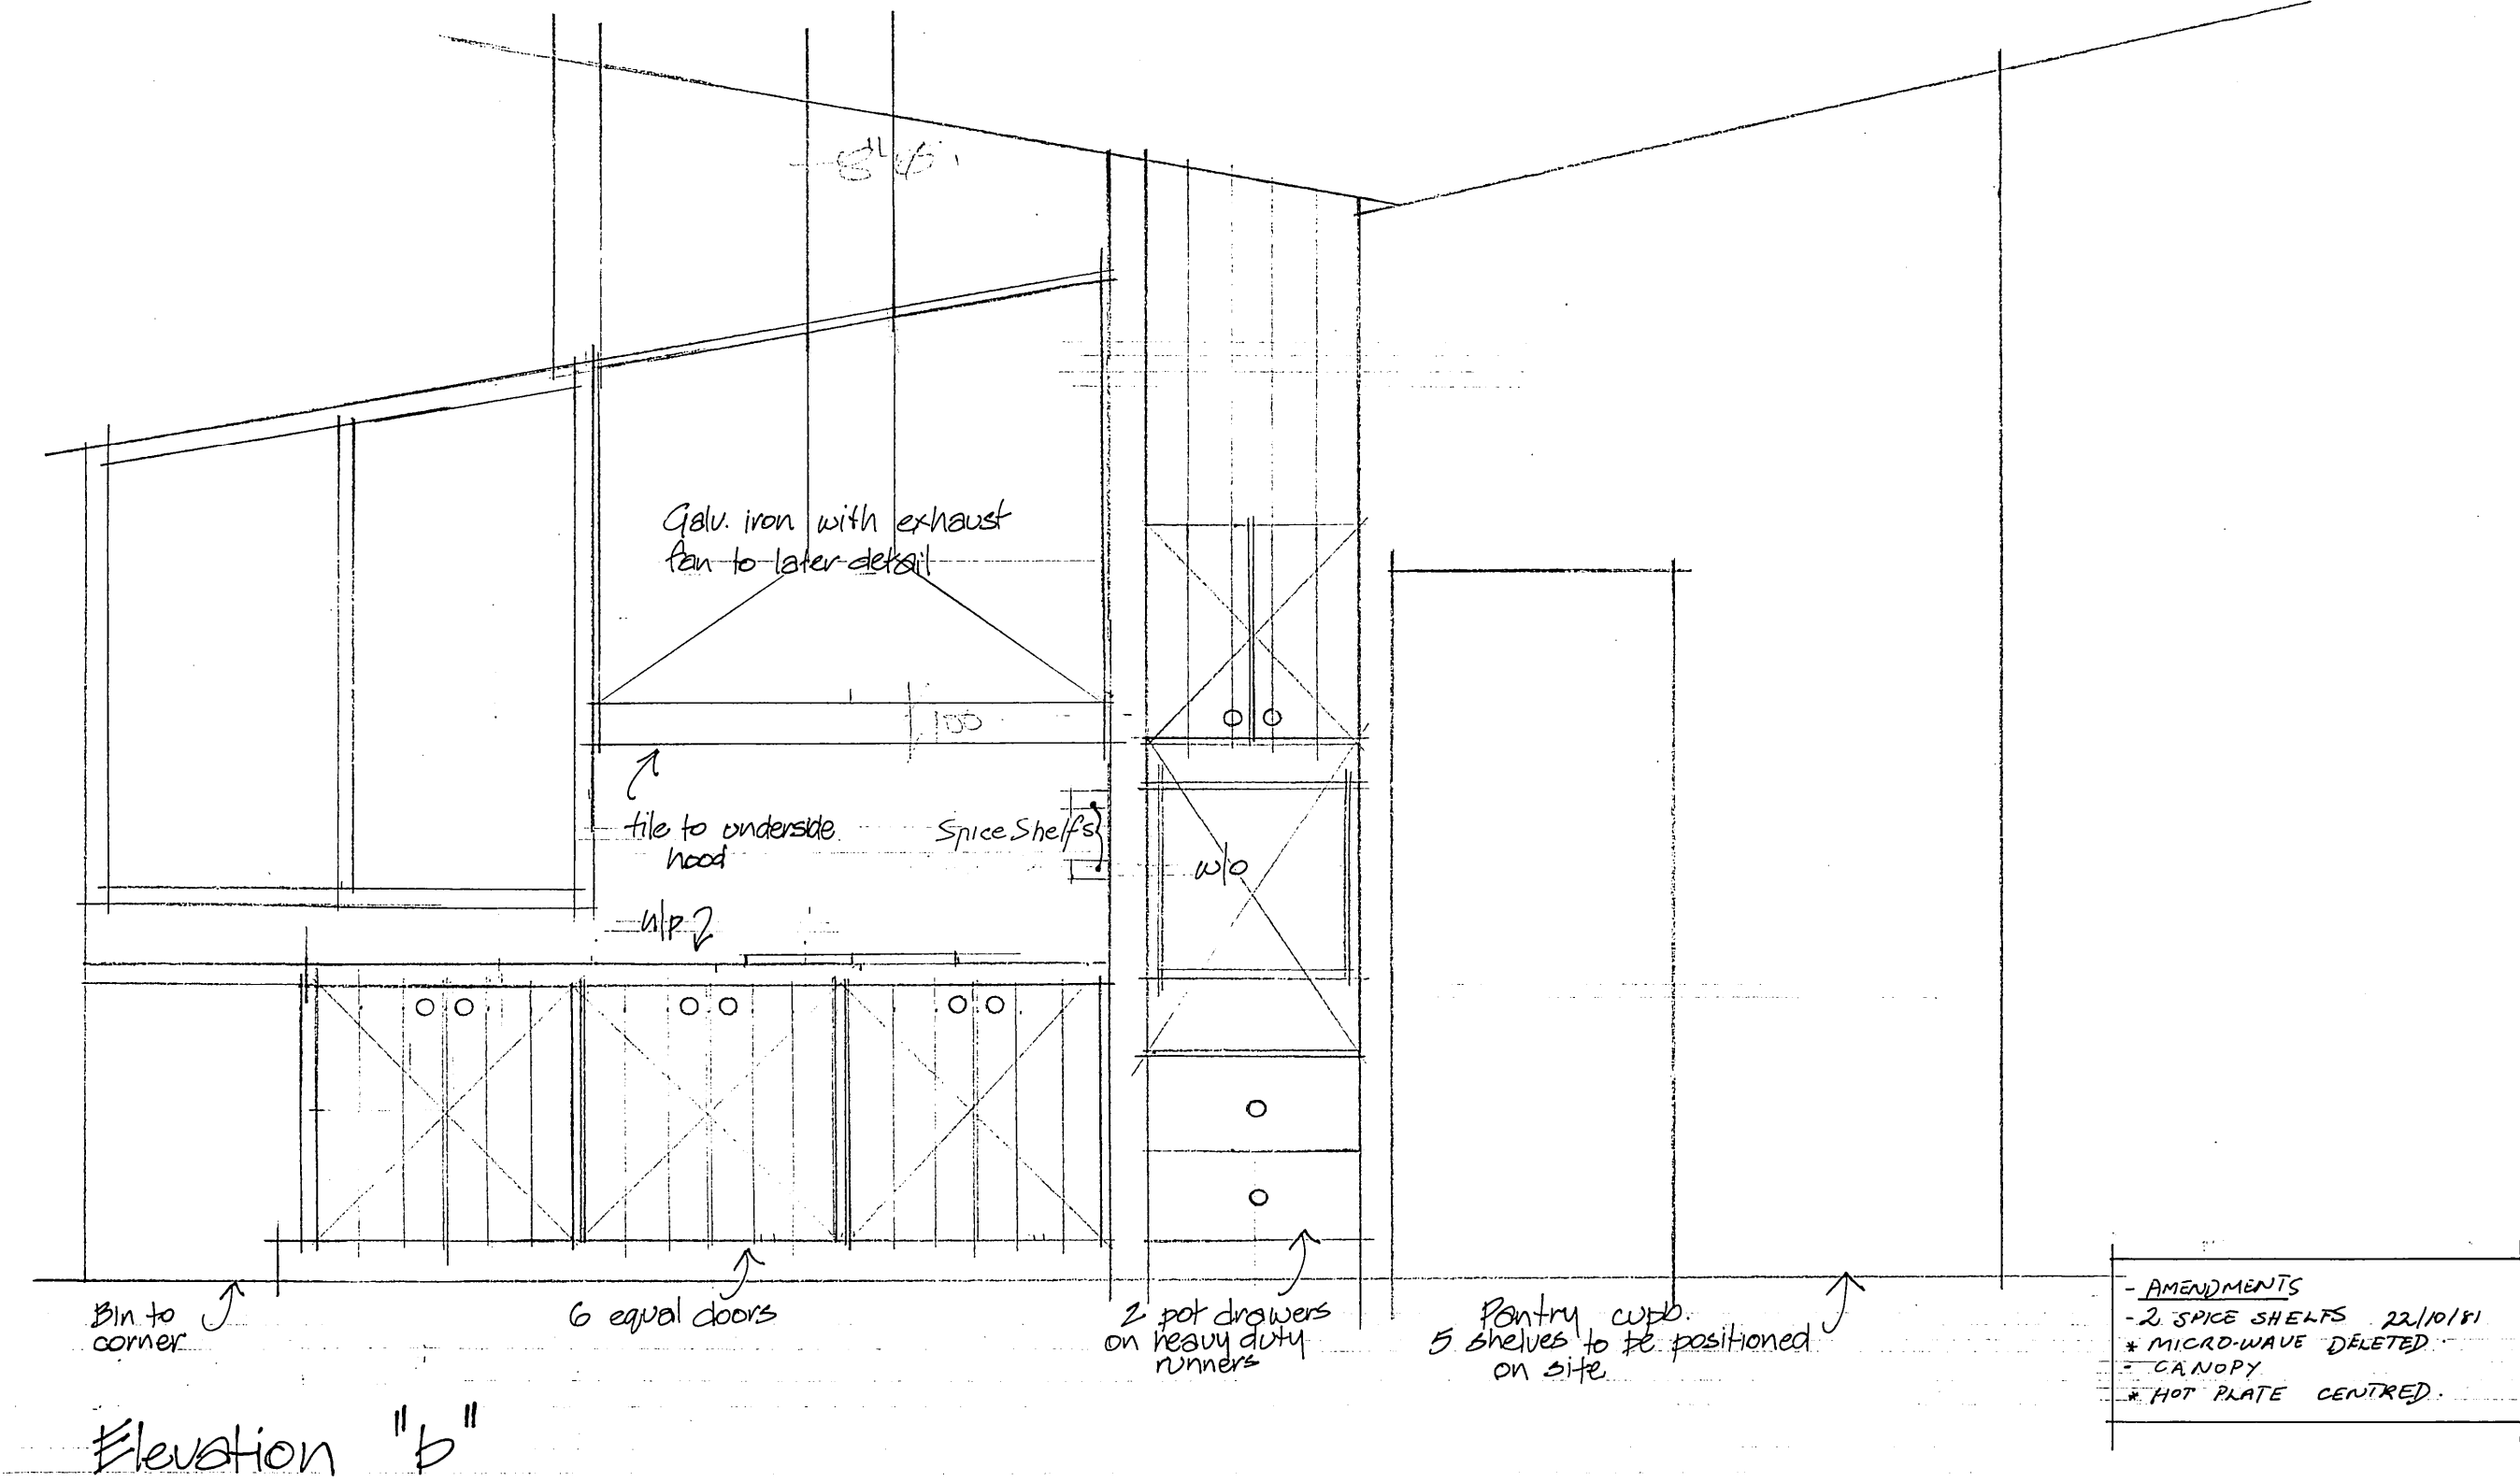 8"ø.
Galv. iron with exhaust
fan to later detail
100
tile to underside
hood
Spice Shelfs
w/o
h/p
Bin to
corner
6 equal doors
2 pot drawers
on heavy duty
runners
Pantry cupb.
5 shelves to be positioned
on site
- AMENDMENTS
- 2 SPICE SHELFS 22/10/81
* MICRO-WAVE DELETED.
- CANOPY
* HOT PLATE CENTRED.
Elevation "b"